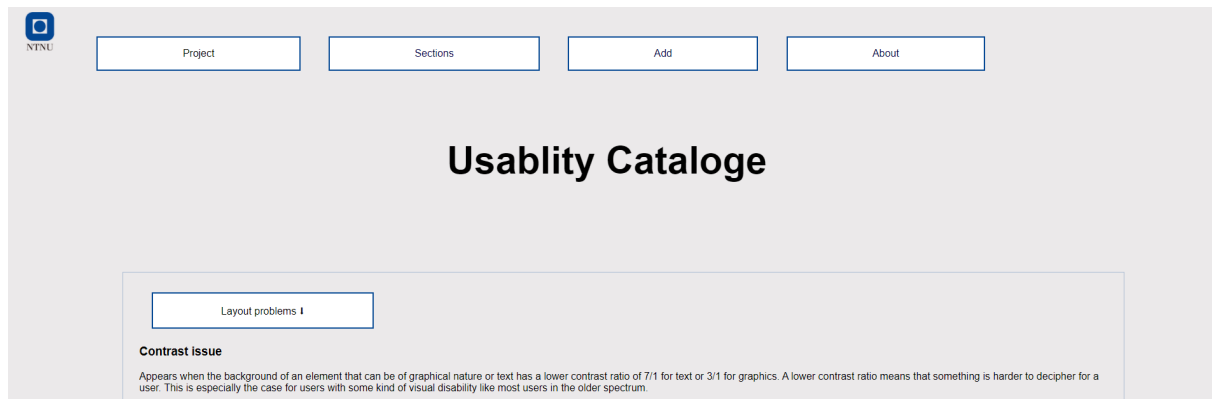 NTNU
Project
Sections
Add
About
Usablity Cataloge
Layout problems ⬇
Contrast issue
Appears when the background of an element that can be of graphical nature or text has a lower contrast ratio of 7/1 for text or 3/1 for graphics. A lower contrast ratio means that something is harder to decipher for a
user. This is especially the case for users with some kind of visual disability like most users in the older spectrum.